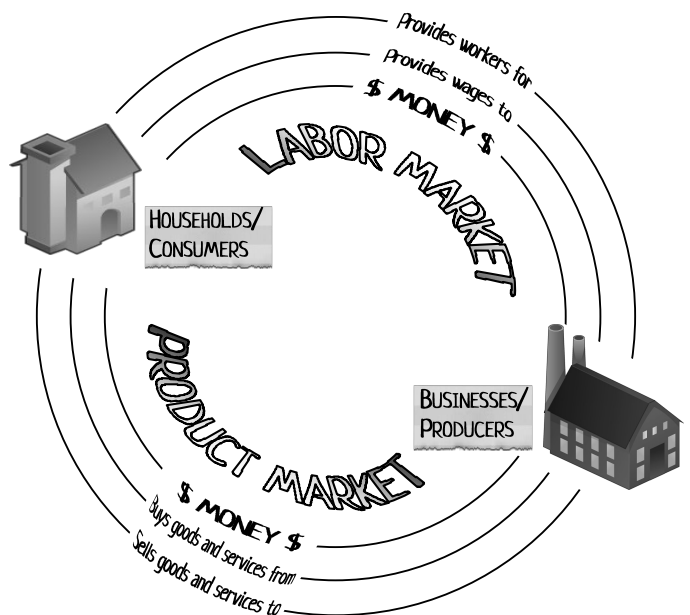 Provides workers for
Provides wages to
$ MONEY $
LABOR MARKET
HOUSEHOLDS/
CONSUMERS
PRODUCT MARKET
BUSINESSES/
PRODUCERS
$ MONEY $
Buys goods and services from
Sells goods and services to